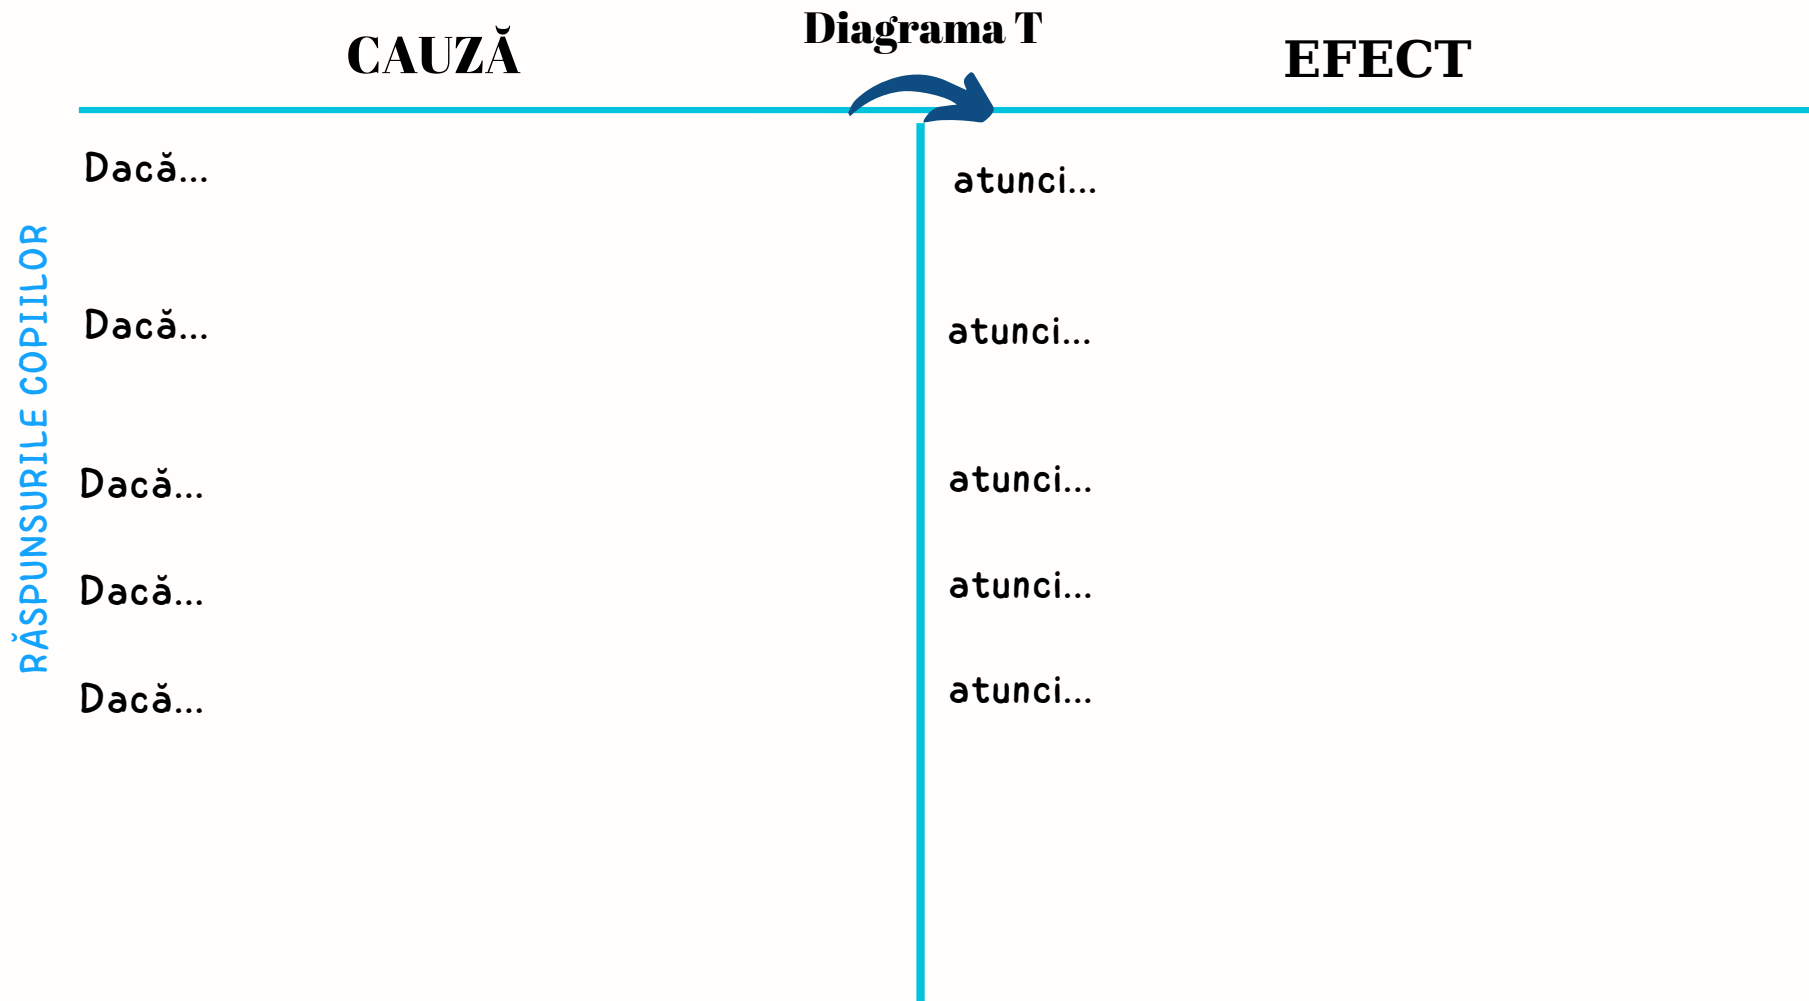 Diagrama T
CAUZĂ
EFECT
RĂSPUNSURILE COPIILOR
Dacă...
atunci...
Dacă...
atunci...
Dacă...
atunci...
Dacă...
atunci...
Dacă...
atunci...